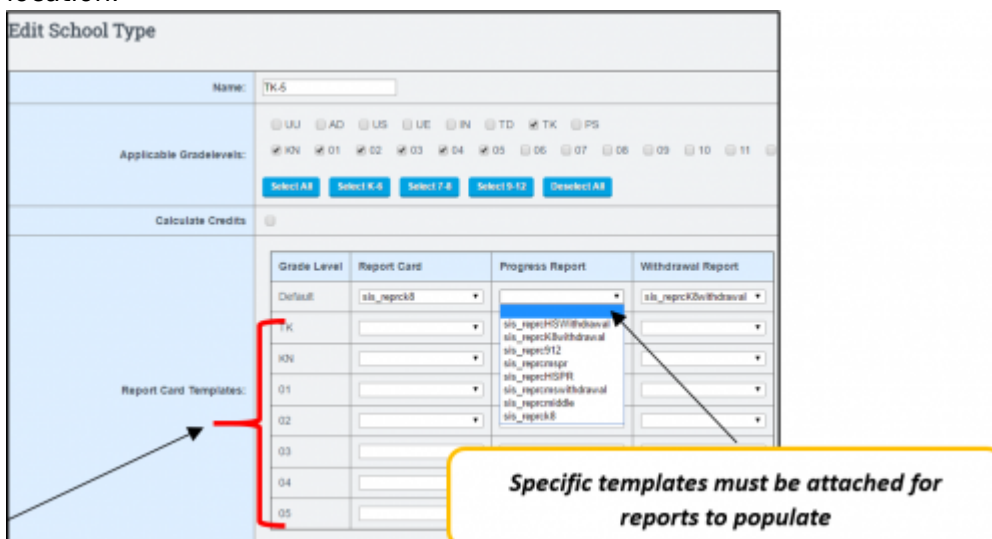 location.
Edit School Type
Name: TK-5
UU AD US UE IN TD TK PS
Applicable Gradelevels: KN 01 02 03 04 05 06 07 08 09 10 11
Select All Select K-6 Select 7-8 Select 9-12 Deselect All
Calculate Credits
Grade Level Report Card Progress Report Withdrawal Report
Default sis_reprck8 sis_reprcK8withdrawal
TK
sis_reprcHSWithdrawal
sis_reprcK8withdrawal
KN
sis_reprc912
sis_reprcmspr
sis_reprcHSPR
Report Card Templates: 01
sis_reprcmswithdrawal
sis_reprcmiddle
02
sis_reprck8
03
04
05
Specific templates must be attached for
reports to populate